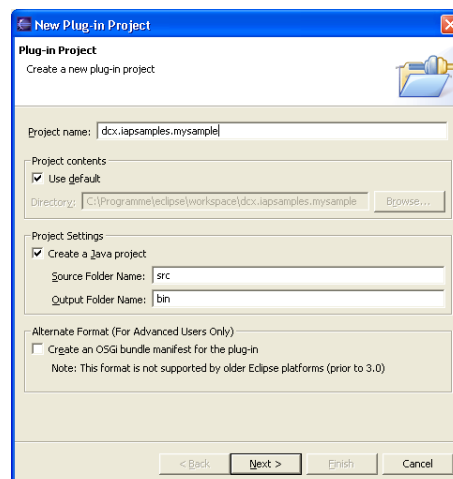 New Plug-in Project
Plug-in Project
Create a new plug-in project
Project name: dcx.iapsamples.mysample
Project contents
Use default
Directory: C:\Programme\eclipse\workspace\dcx.iapsamples.mysample Browse...
Project Settings
Create a Java project
Source Folder Name: src
Output Folder Name: bin
Alternate Format (For Advanced Users Only)
Create an OSGi bundle manifest for the plug-in
Note: This format is not supported by older Eclipse platforms (prior to 3.0)
< Back Next > Finish Cancel